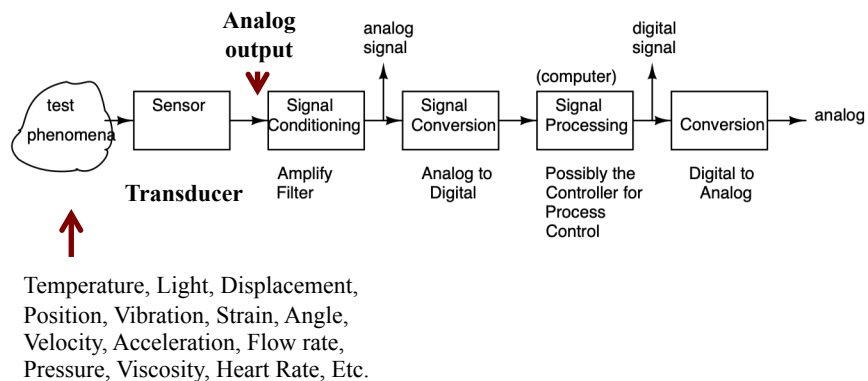 Analog
output
analog
signal
digital
signal
(computer)
test
phenomena
Sensor
Signal
Conditioning
Signal
Conversion
Signal
Processing
Conversion
analog
Transducer
Amplify
Filter
Analog to
Digital
Possibly the
Controller for
Process
Control
Digital to
Analog
Temperature, Light, Displacement,
Position, Vibration, Strain, Angle,
Velocity, Acceleration, Flow rate,
Pressure, Viscosity, Heart Rate, Etc.